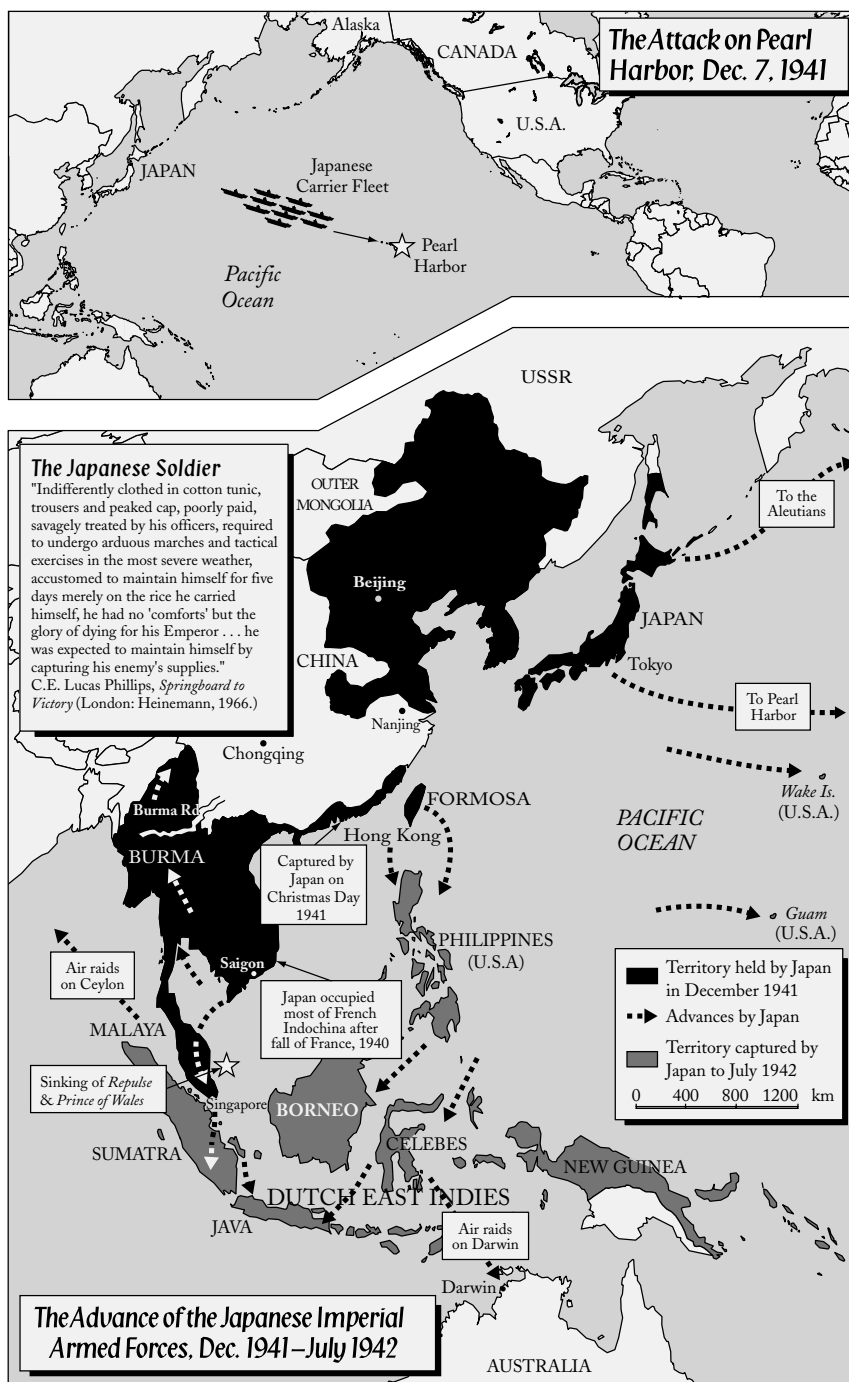 The Attack on Pearl
Harbor, Dec. 7, 1941
Alaska
CANADA
U.S.A.
JAPAN
Japanese
Carrier Fleet
Pearl
Harbor
Pacific
Ocean
USSR
The Japanese Soldier
"Indifferently clothed in cotton tunic,
trousers and peaked cap, poorly paid,
savagely treated by his officers, required
to undergo arduous marches and tactical
exercises in the most severe weather,
accustomed to maintain himself for five
days merely on the rice he carried
himself, he had no 'comforts' but the
glory of dying for his Emperor . . . he
was expected to maintain himself by
capturing his enemy's supplies."
C.E. Lucas Phillips, Springboard to
Victory (London: Heinemann, 1966.)
OUTER
MONGOLIA
To the
Aleutians
Beijing
JAPAN
CHINA
Tokyo
To Pearl
Harbor
Nanjing
Chongqing
Wake Is.
(U.S.A.)
Burma Rd
FORMOSA
PACIFIC
OCEAN
Hong Kong
BURMA
Captured by
Japan on
Christmas Day
1941
Guam
(U.S.A.)
PHILIPPINES
(U.S.A)
Air raids
on Ceylon
Saigon
Japan occupied
most of French
Indochina after
fall of France, 1940
Territory held by Japan
in December 1941
Advances by Japan
Territory captured by
Japan to July 1942
0 400 800 1200 km
MALAYA
Sinking of Repulse
& Prince of Wales
Singapore
BORNEO
SUMATRA
CELEBES
NEW GUINEA
DUTCH EAST INDIES
JAVA
Air raids
on Darwin
Darwin
The Advance of the Japanese Imperial
Armed Forces, Dec. 1941–July 1942
AUSTRALIA